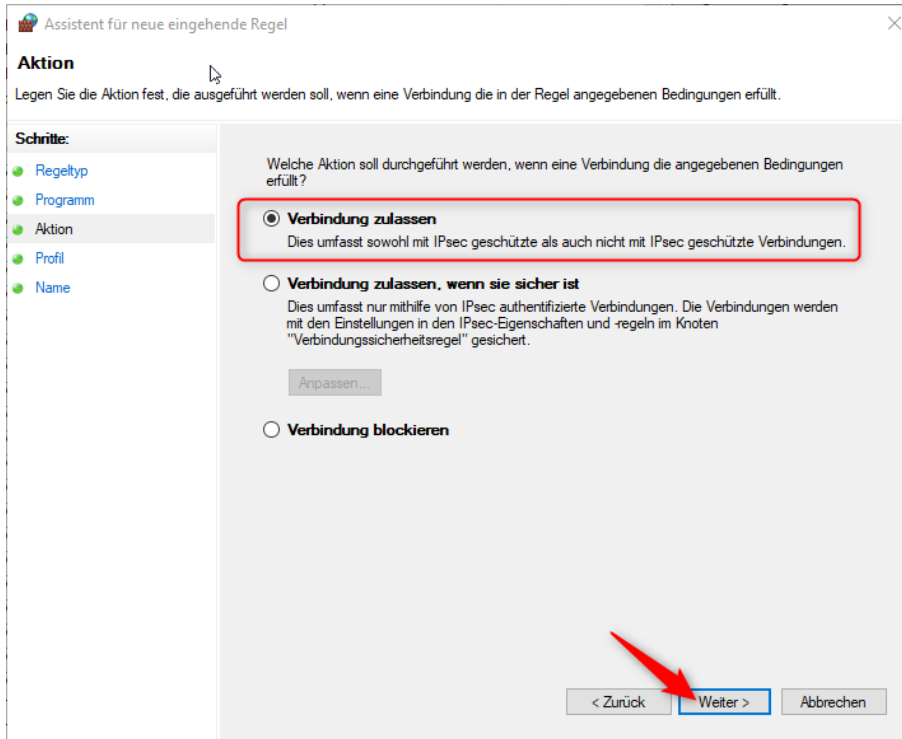 Assistent für neue eingehende Regel
Aktion
Legen Sie die Aktion fest, die ausgeführt werden soll, wenn eine Verbindung die in der Regel angegebenen Bedingungen erfüllt.
Schritte:
Regeltyp
Programm
Aktion
Profil
Name
Welche Aktion soll durchgeführt werden, wenn eine Verbindung die angegebenen Bedingungen
erfüllt?
Verbindung zulassen
Dies umfasst sowohl mit IPsec geschützte als auch nicht mit IPsec geschützte Verbindungen.
Verbindung zulassen, wenn sie sicher ist
Dies umfasst nur mithilfe von IPsec authentifizierte Verbindungen. Die Verbindungen werden
mit den Einstellungen in den IPsec-Eigenschaften und -regeln im Knoten
"Verbindungssicherheitsregel" gesichert.
Anpassen...
Verbindung blockieren
< Zurück
Weiter >
Abbrechen